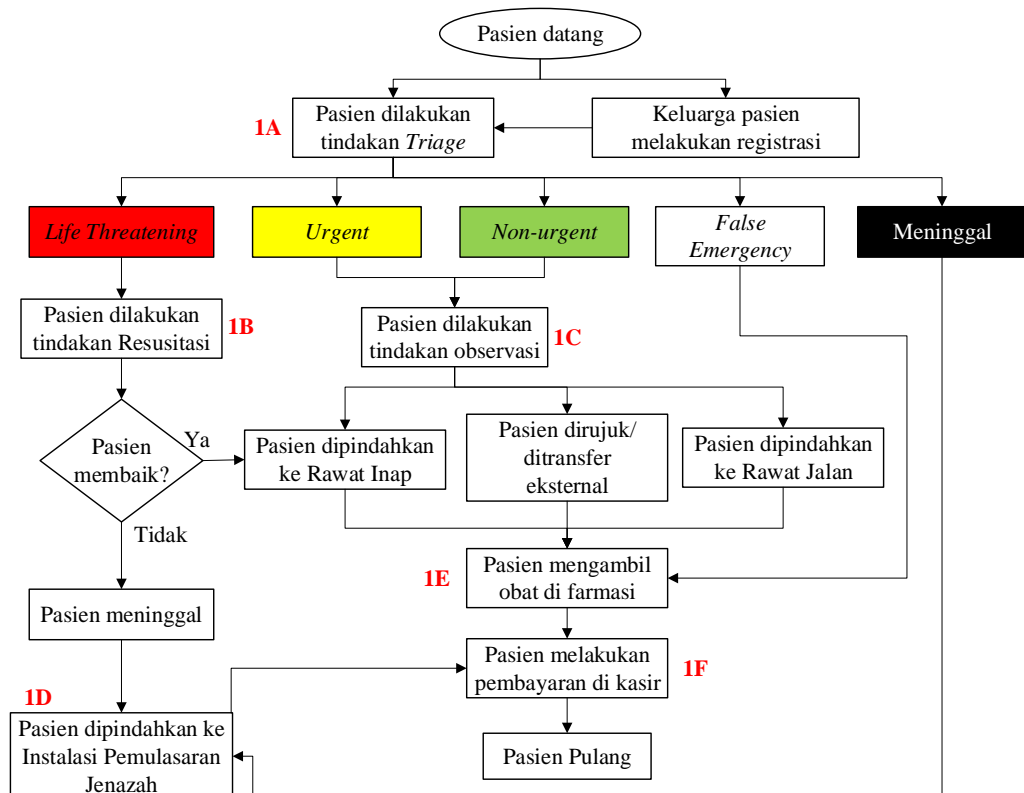 Pasien datang
Pasien dilakukan
tindakan Triage
1A
Keluarga pasien
melakukan registrasi
Life Threatening
Urgent
Non-urgent
False
Emergency
Meninggal
Pasien dilakukan
tindakan Resusitasi
1B
Pasien dilakukan
tindakan observasi
1C
Pasien
membaik?
Ya
Tidak
Pasien dipindahkan
ke Rawat Inap
Pasien dirujuk/
ditransfer
eksternal
Pasien dipindahkan
ke Rawat Jalan
1E
Pasien mengambil
obat di farmasi
Pasien meninggal
Pasien melakukan
pembayaran di kasir
1F
1D
Pasien dipindahkan ke
Instalasi Pemulasaran
Jenazah
Pasien Pulang